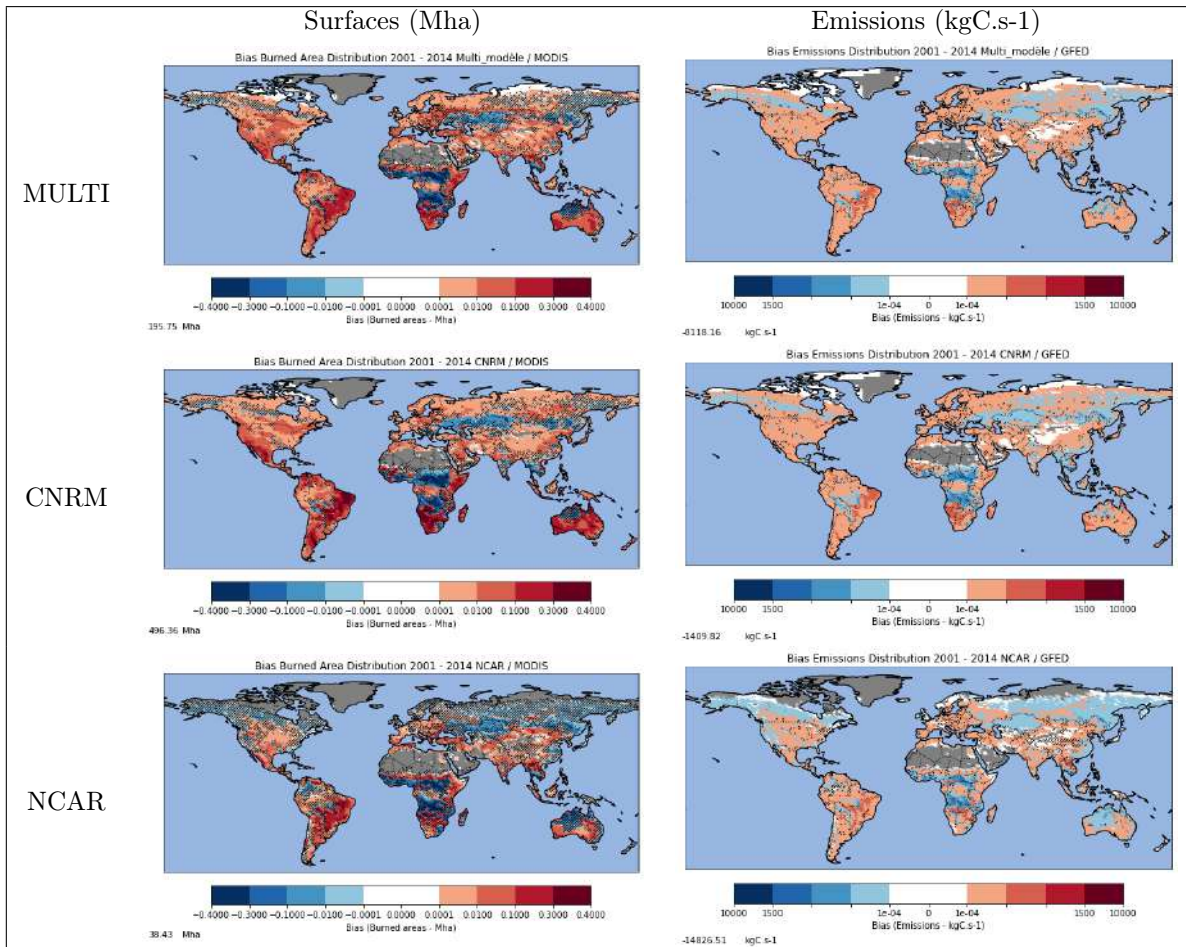 Surfaces (Mha) Emissions (kgC.s-1)
Bias Burned Area Distribution 2001 - 2014 Multi_modèle / MODIS
−0.4000 −0.3000 −0.1000 −0.0100 −0.0001 0.0000 0.0001 0.0100 0.1000 0.3000 0.4000
Bias (Burned areas - Mha)
195.75 Mha
Bias Emissions Distribution 2001 - 2014 Multi_modèle / GFED
10000 1500 1e-04 0 1e-04 1500 10000
Bias (Emissions - kgC.s-1)
-8118.16 kgC.s-1
MULTI
Bias Burned Area Distribution 2001 - 2014 CNRM / MODIS
−0.4000 −0.3000 −0.1000 −0.0100 −0.0001 0.0000 0.0001 0.0100 0.1000 0.3000 0.4000
Bias (Burned areas - Mha)
496.36 Mha
Bias Emissions Distribution 2001 - 2014 CNRM / GFED
10000 1500 1e-04 0 1e-04 1500 10000
Bias (Emissions - kgC.s-1)
-1409.82 kgC.s-1
CNRM
Bias Burned Area Distribution 2001 - 2014 NCAR / MODIS
−0.4000 −0.3000 −0.1000 −0.0100 −0.0001 0.0000 0.0001 0.0100 0.1000 0.3000 0.4000
Bias (Burned areas - Mha)
38.43 Mha
Bias Emissions Distribution 2001 - 2014 NCAR / GFED
10000 1500 1e-04 0 1e-04 1500 10000
Bias (Emissions - kgC.s-1)
-14826.51 kgC.s-1
NCAR